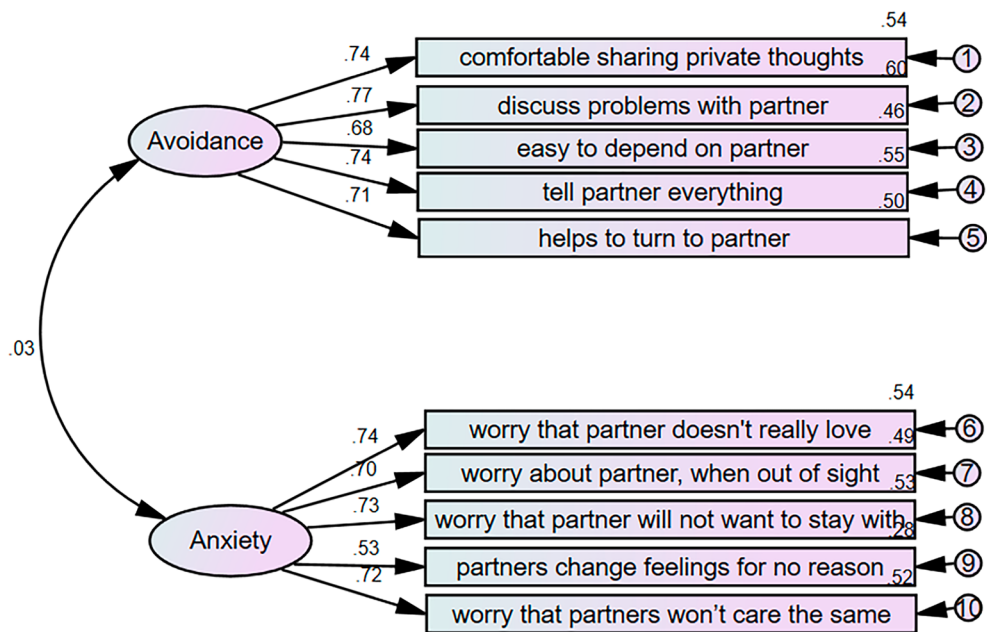 .54
.74
comfortable sharing private thoughts
1
.60
.77
discuss problems with partner
2
.46
.68
Avoidance
easy to depend on partner
3
.55
.74
tell partner everything
4
.50
.71
helps to turn to partner
5
.03
.54
.74
worry that partner doesn't really love
6
.49
.70
worry about partner, when out of sight
7
.53
.73
worry that partner will not want to stay with
8
.28
Anxiety
.53
partners change feelings for no reason
9
.52
.72
worry that partners won’t care the same
10